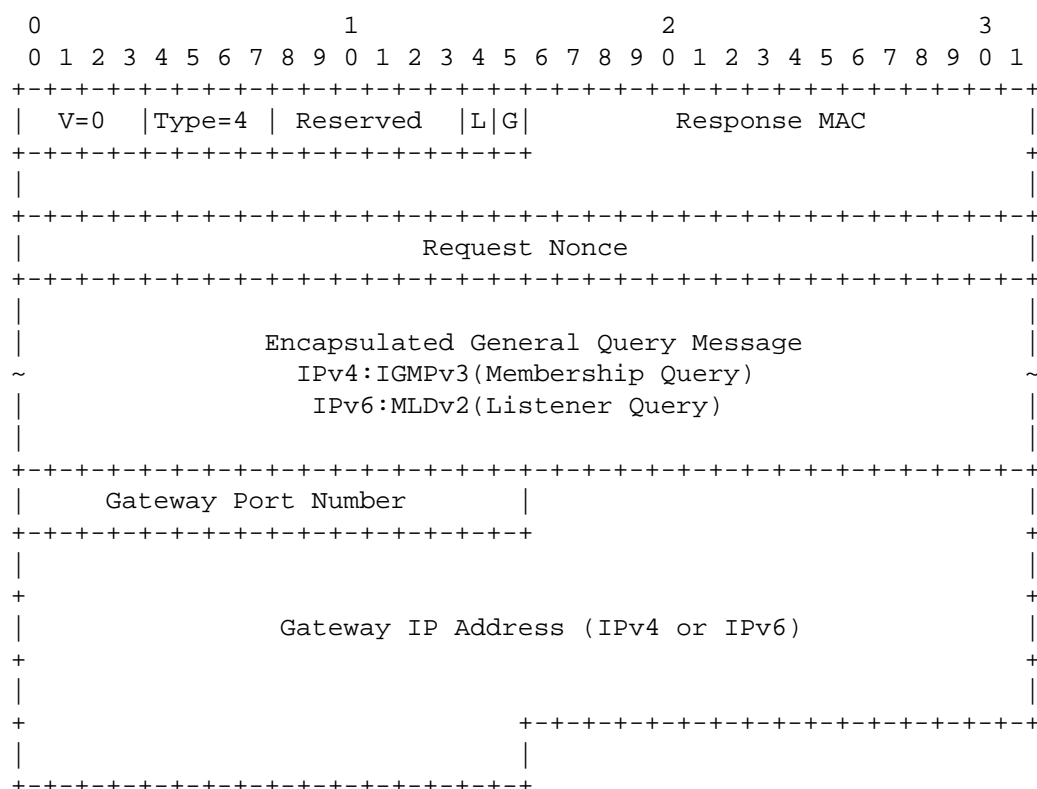 0                   1                   2                   3
 0 1 2 3 4 5 6 7 8 9 0 1 2 3 4 5 6 7 8 9 0 1 2 3 4 5 6 7 8 9 0 1
+-+-+-+-+-+-+-+-+-+-+-+-+-+-+-+-+-+-+-+-+-+-+-+-+-+-+-+-+-+-+-+-+
|  V=0  |Type=4 | Reserved  |L|G|         Response MAC          |
+-+-+-+-+-+-+-+-+-+-+-+-+-+-+-+-+                               +
|                                                               |
+-+-+-+-+-+-+-+-+-+-+-+-+-+-+-+-+-+-+-+-+-+-+-+-+-+-+-+-+-+-+-+-+
|                         Request Nonce                         |
+-+-+-+-+-+-+-+-+-+-+-+-+-+-+-+-+-+-+-+-+-+-+-+-+-+-+-+-+-+-+-+-+
|                                                               |
|               Encapsulated General Query Message              |
~                 IPv4:IGMPv3(Membership Query)                 ~
|                  IPv6:MLDv2(Listener Query)                   |
|                                                               |
+-+-+-+-+-+-+-+-+-+-+-+-+-+-+-+-+-+-+-+-+-+-+-+-+-+-+-+-+-+-+-+-+
|     Gateway Port Number       |                               |
+-+-+-+-+-+-+-+-+-+-+-+-+-+-+-+-+                               +
|                                                               |
+                                                               +
|                Gateway IP Address (IPv4 or IPv6)              |
+                                                               +
|                                                               |
+                               +-+-+-+-+-+-+-+-+-+-+-+-+-+-+-+-+
|                               |
+-+-+-+-+-+-+-+-+-+-+-+-+-+-+-+-+